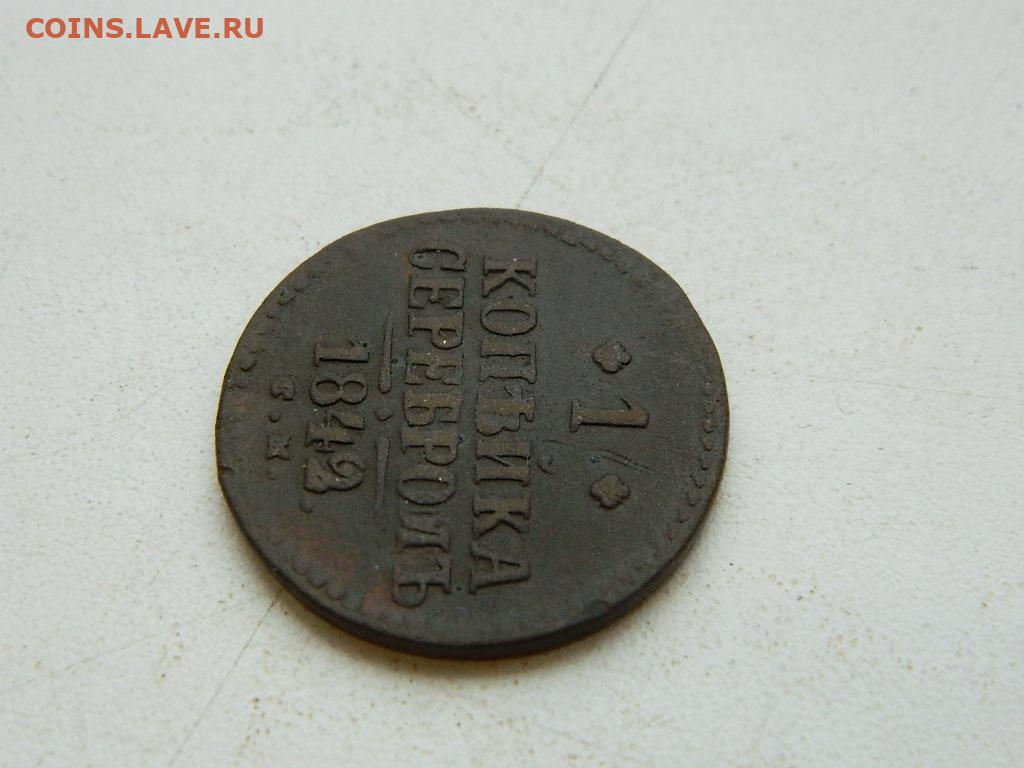 COINS.LAVE.RU
1
КОПѢЙКА
СЕРЕБРОМЪ
1842.